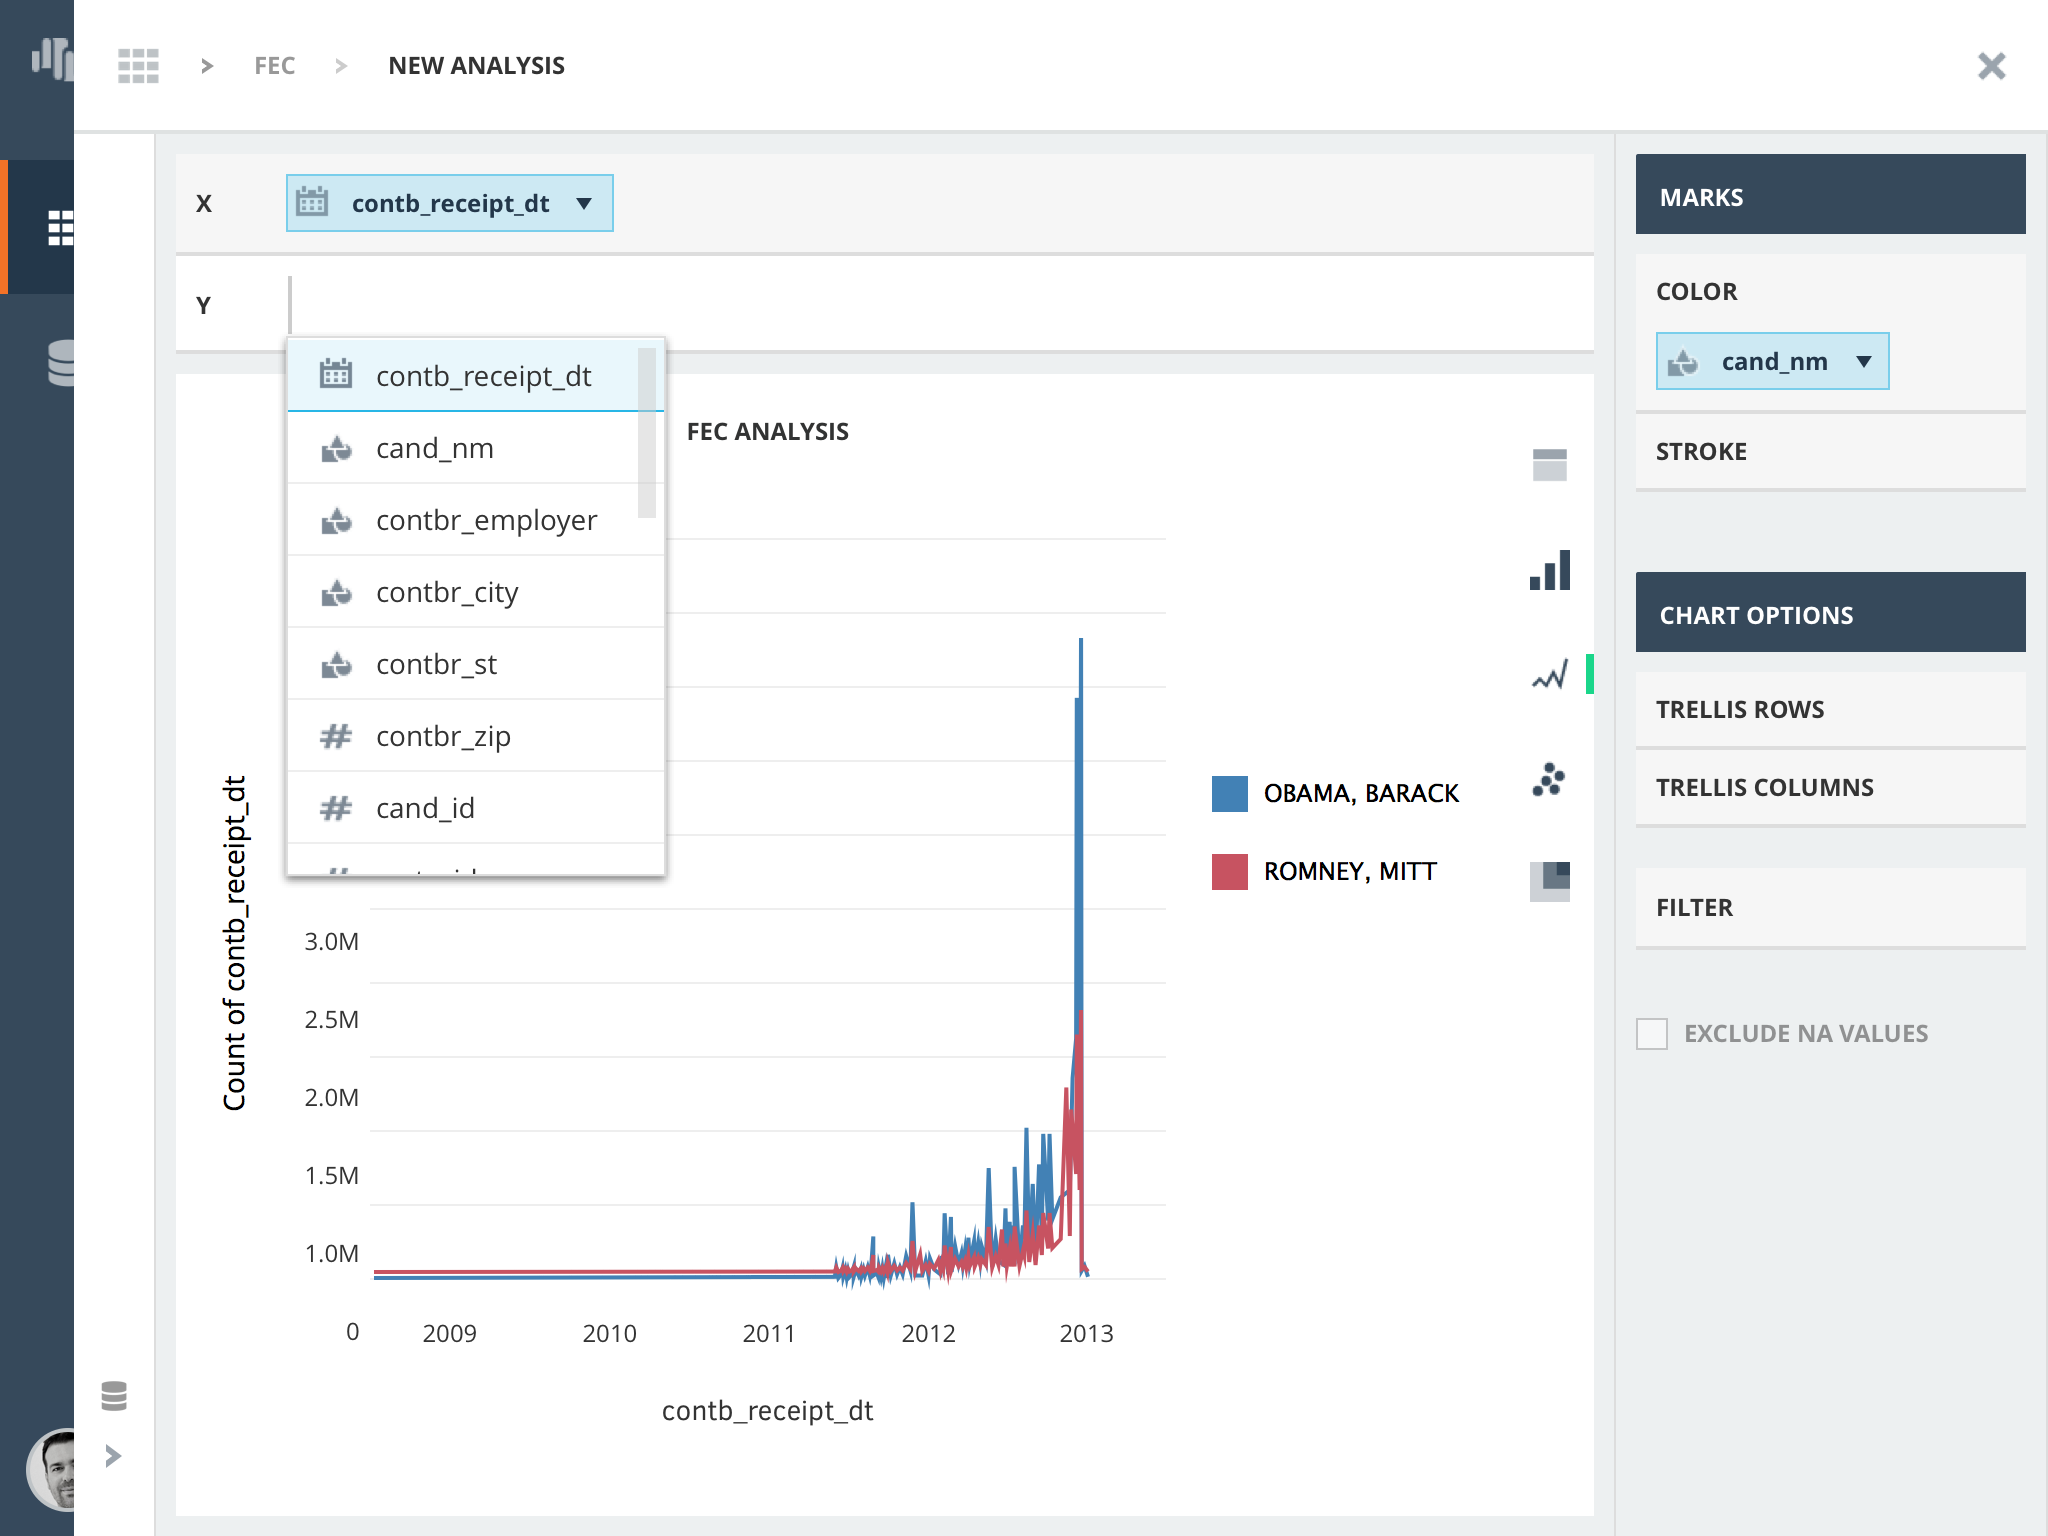 > FEC > NEW ANALYSIS
X contb_receipt_dt
Y
contb_receipt_dt
cand_nm
contbr_employer
contbr_city
contbr_st
contbr_zip
cand_id
FEC ANALYSIS
Count of contb_receipt_dt
3.0M
2.5M
2.0M
1.5M
1.0M
0
2009 2010 2011 2012 2013
contb_receipt_dt
OBAMA, BARACK
ROMNEY, MITT
MARKS
COLOR
cand_nm
STROKE
CHART OPTIONS
TRELLIS ROWS
TRELLIS COLUMNS
FILTER
EXCLUDE NA VALUES